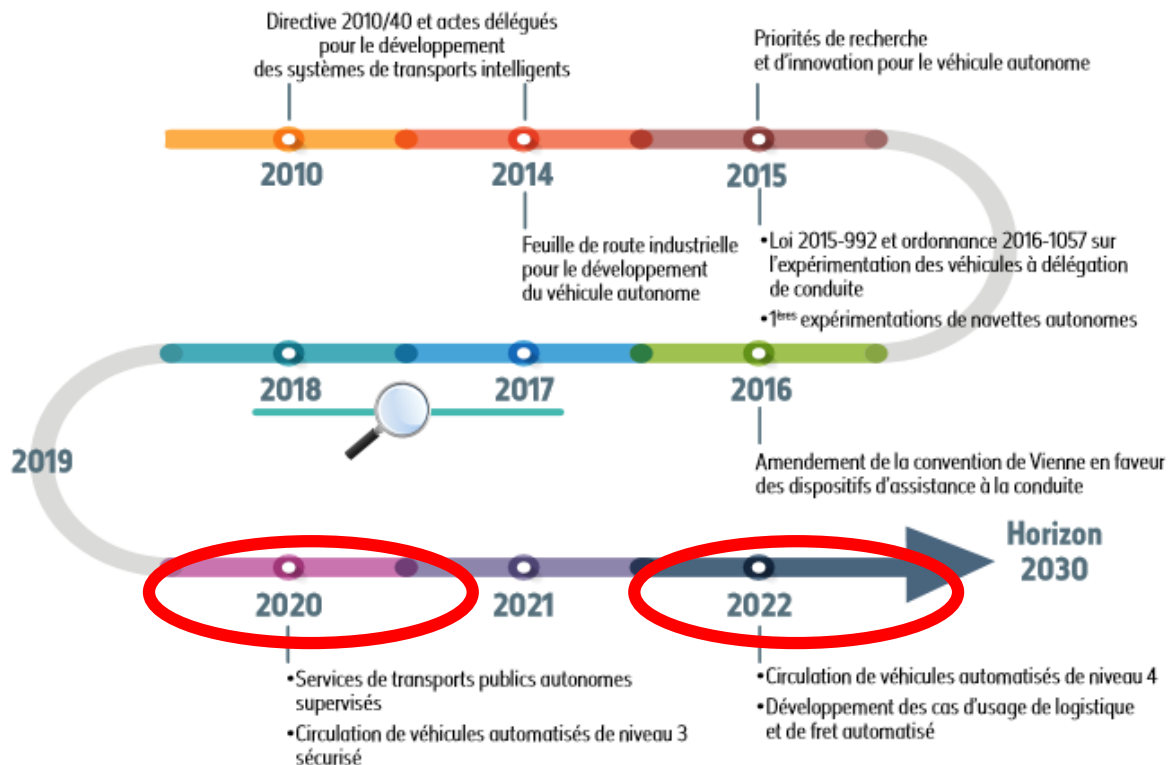 Directive 2010/40 et actes délégués
pour le développement
des systèmes de transports intelligents
Priorités de recherche
et d'innovation pour le véhicule autonome
2010
2014
2015
Feuille de route industrielle
pour le développement
du véhicule autonome
•Loi 2015-992 et ordonnance 2016-1057 sur
l'expérimentation des véhicules à délégation
de conduite
•1ères expérimentations de navettes autonomes
2018
2017
2016
Amendement de la convention de Vienne en faveur
des dispositifs d'assistance à la conduite
2019
Horizon
2030
2020
2021
2022
•Services de transports publics autonomes
supervisés
•Circulation de véhicules automatisés de niveau 3
sécurisé
•Circulation de véhicules automatisés de niveau 4
•Développement des cas d'usage de logistique
et de fret automatisé